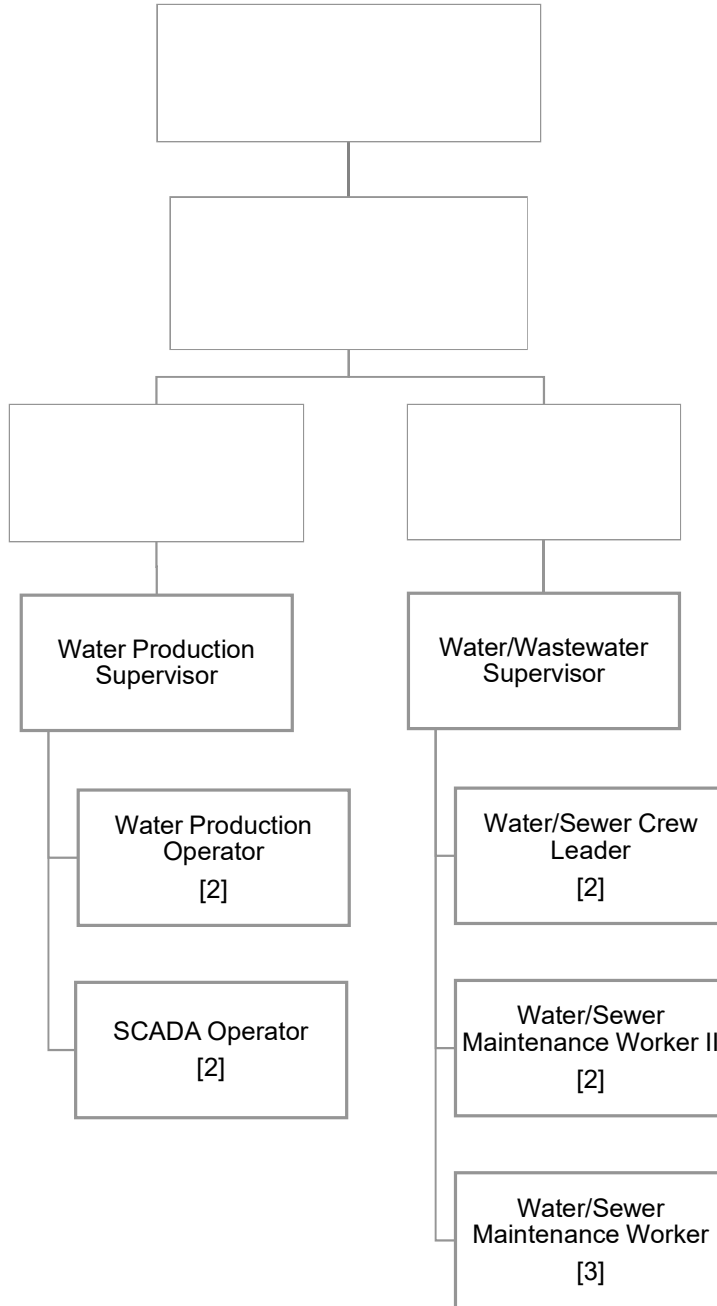 Water Production
Supervisor
Water/Wastewater
Supervisor
Water Production
Operator
[2]
Water/Sewer Crew
Leader
[2]
SCADA Operator
[2]
Water/Sewer
Maintenance Worker II
[2]
Water/Sewer
Maintenance Worker
[3]